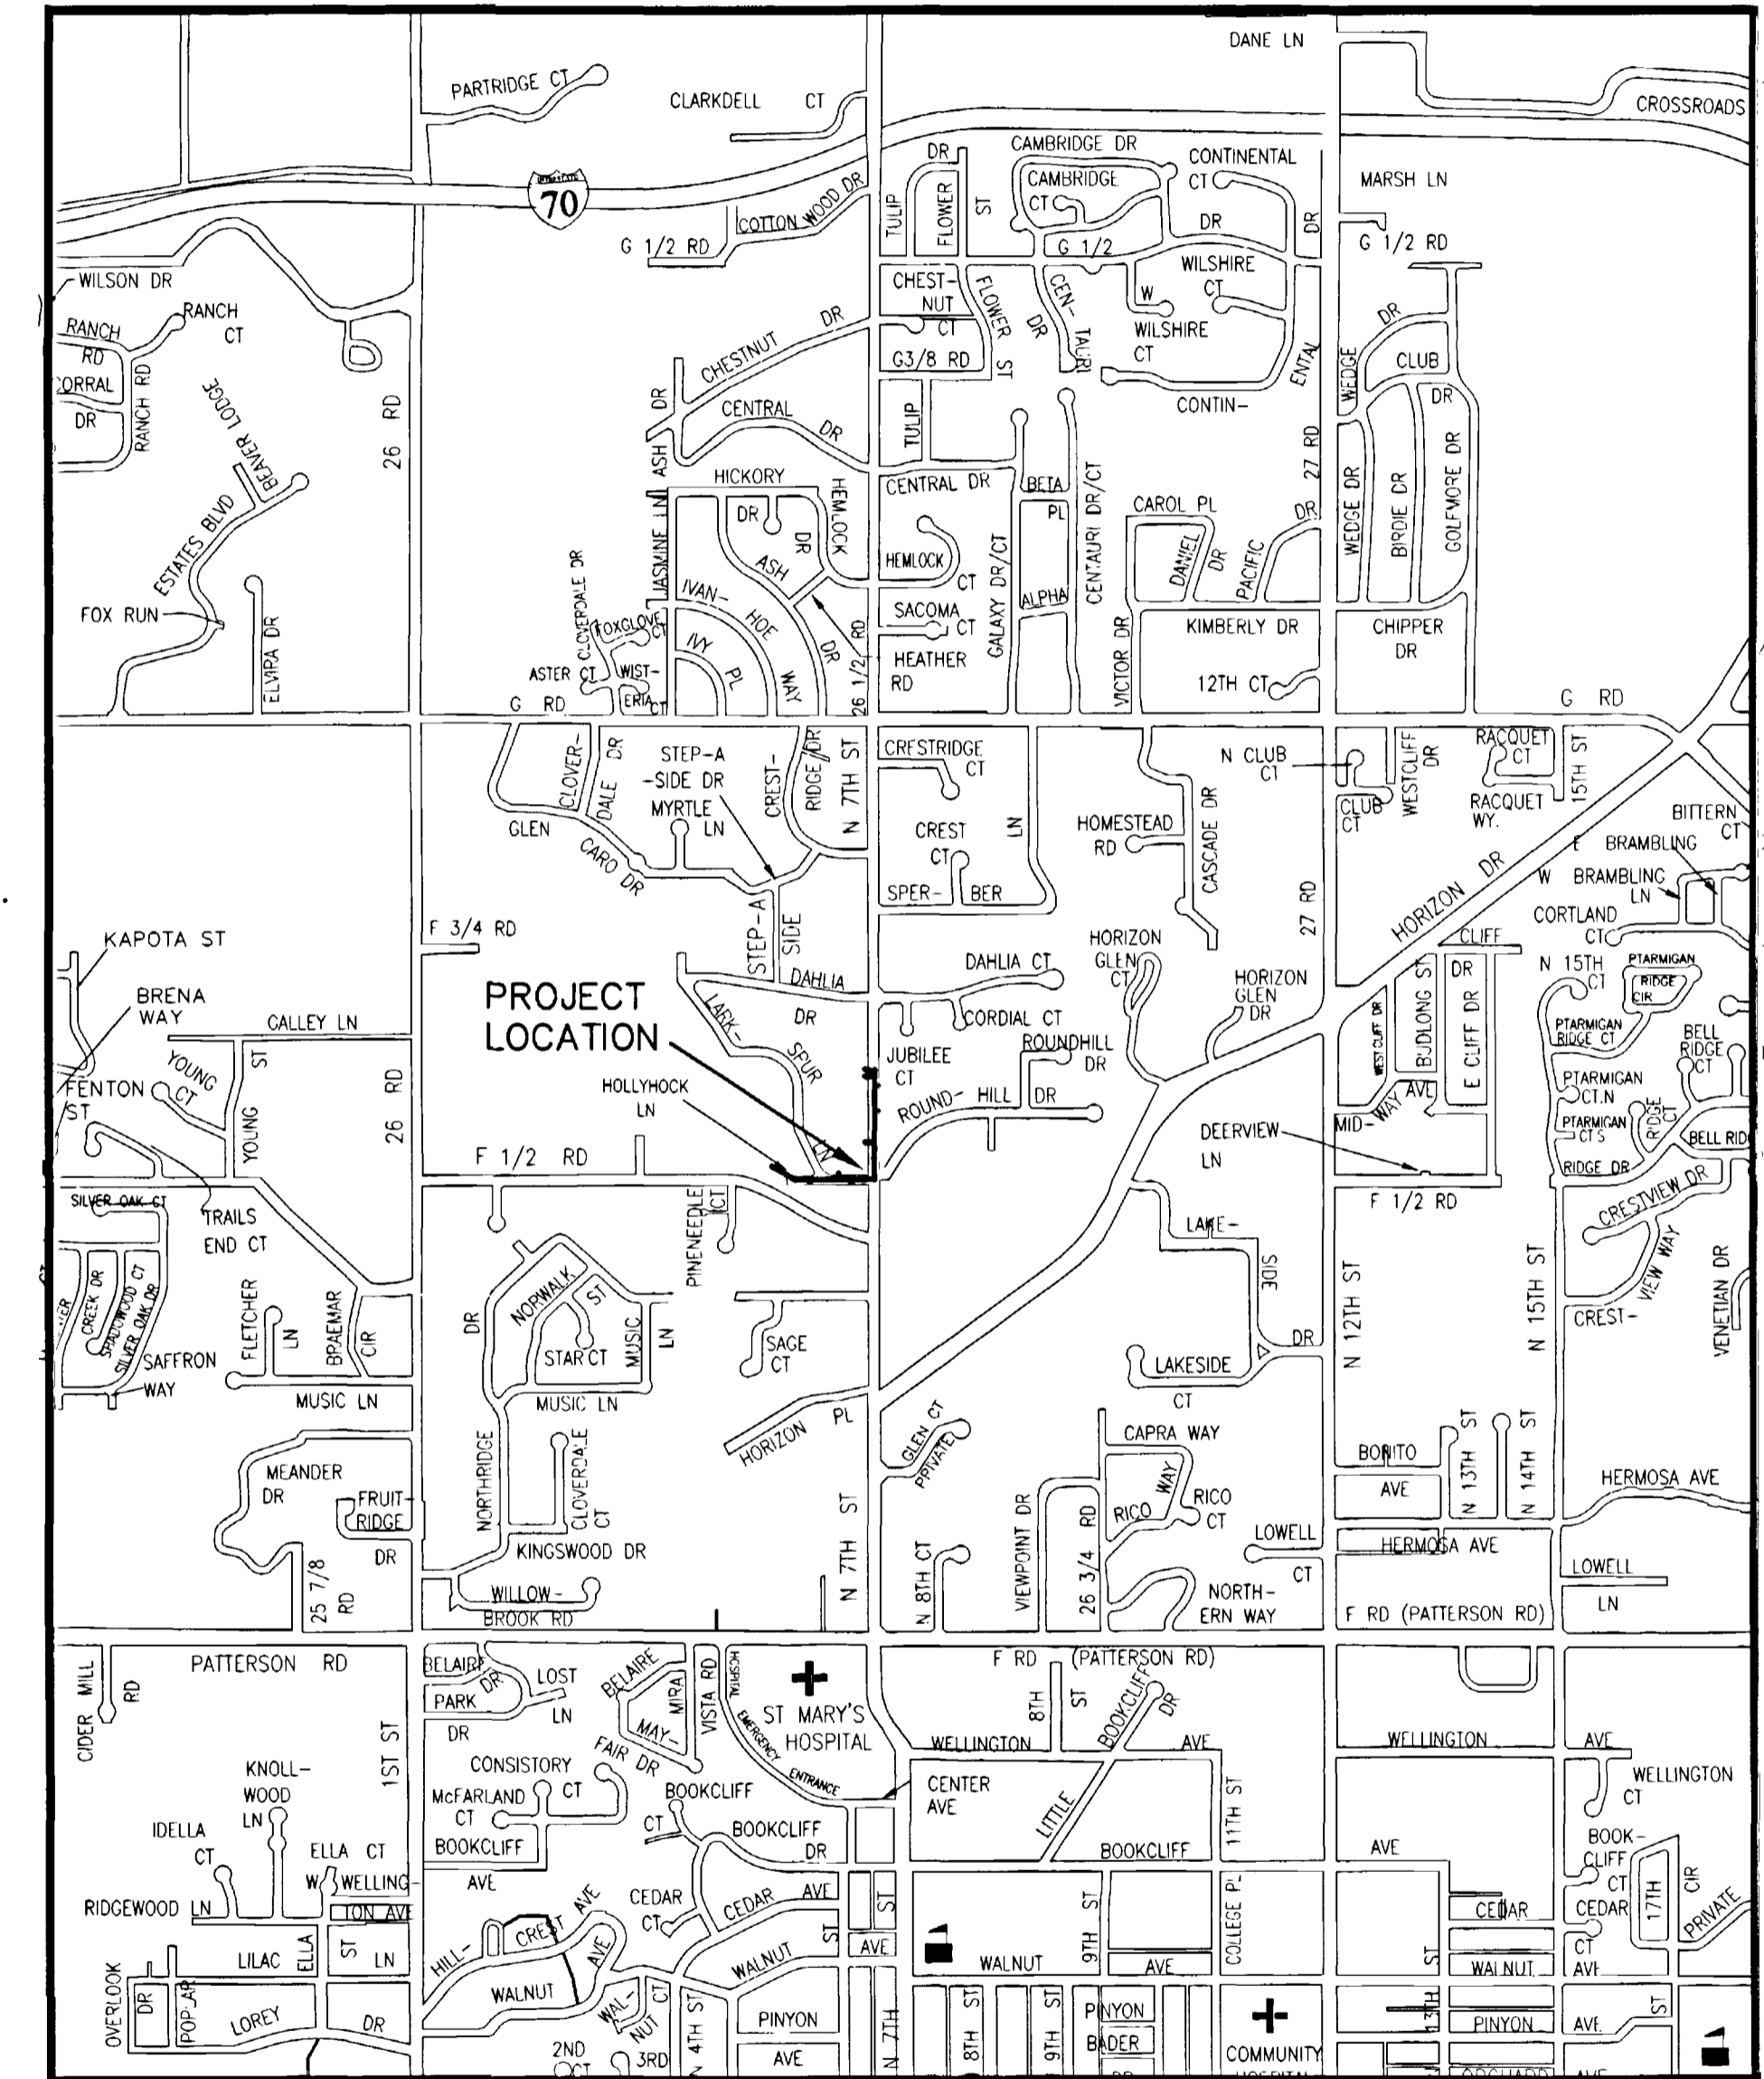 DANE LN
PARTRIDGE CT
CLARKDELL CT
CROSSROADS
CAMBRIDGE DR
CONTINENTAL
CT
DR
CAMBRIDGE
CT
MARSH LN
70
COTTON WOOD DR
TULIP
FLOWER
ST
DR
DR
G 1/2 RD
G 1/2
G 1/2 RD
WILSON DR
CHEST-
NUT
CT
FLOWER
ST
CEN-
TAURI
DR
WILSHIRE
CT
W
WILSHIRE
CT
RANCH
CT
RANCH
RD
CORRAL
DR
RANCH RD
BEAVER LODGE
26 RD
CHESTNUT DR
G3/8 RD
ENTAL
WEDGE
DR
CLUB
DR
CENTRAL
DR
ASH DR
TULIP
CONTIN-
27 RD
GOLFMORE DR
BIRDIE DR
WEDGE DR
HICKORY
DR
HEMLOCK
DR
CENTRAL DR
BETA
PL
CENTAURI DR/CT
CAROL PL
DANIEL
DR
PACIFIC
DR
ESTATES BLVD
FOX RUN
ELVIRA DR
JASMINE LN
CLOVERDALE DR
FOXGLOVE
CT
ASTER CT
WIST-
ERIA
CT
IVAN-
HOE
WAY
IVY
PL
ASH
DR
HEMLOCK
CT
SACOMA
CT
HEATHER
RD
GALAXY DR/CT
ALPHA
VICTOR DR
KIMBERLY DR
CHIPPER
DR
12TH CT
26 1/2 RD
G RD
G RD
CLOVER-
DALE DR
STEP-A
-SIDE DR
MYRTLE
LN
CREST-
RIDGE DR
N 7TH ST
CRESTRIDGE
CT
N CLUB
CT
WESTCLIFF
DR
RACQUET
CT
15TH ST
CLUB
CT
RACQUET
WY.
BITTERN
CT
GLEN
CARO DR
CREST
CT
LN
HOMESTEAD
RD
CASCADE DR
E BRAMBLING
SPER-
BER
27 RD
HORIZON DR
W BRAMBLING
LN
CORTLAND
CT
KAPOTA ST
F 3/4 RD
STEP-A
SIDE
HORIZON
GLEN
CT
CLIFF
DR
BRENA
WAY
PROJECT
LOCATION
DAHLIA
DR
DAHLIA CT
HORIZON
GLEN
DR
N 15TH
CT
PTARMIGAN
RIDGE
CIR
CALLEY LN
LARK-
SPUR
LN
CORDIAL CT
JUBILEE
CT
ROUNDHILL
DR
WEST CLIFF DR
BUDLONG ST
E CLIFF DR
PTARMIGAN
RIDGE CT
BELL
RIDGE
CT
YOUNG
CT
ST
YOUNG
FENTON
ST
26 RD
HOLLYHOCK
LN
ROUND-
HILL
DR
MID-
WAY AVE
PTARMIGAN
CT.N
PTARMIGAN
CT S
RIDGE
CT
BELL RID
DEERVIEW
LN
F 1/2 RD
RIDGE DR
SILVER OAK CT
TRAILS
END CT
F 1/2 RD
CRESTVIEW DR
PINENEEDLE
CT
LAKE-
SIDE
DR
CREEK DR
SHADOWOOD CT
SILVER OAK DR
FLETCHER
LN
BRAEMAR
CIR
DR
NORWALK
ST
STAR CT
MUSIC
LN
SAGE
CT
N 12TH ST
N 15TH ST
CREST-
VIEW WAY
VENETIAN DR
SAFFRON
WAY
LAKESIDE
CT
MUSIC LN
MUSIC LN
HORIZON PL
GLEN CT
PRIVATE
CAPRA WAY
MEANDER
DR
FRUIT-
RIDGE
DR
NORTHRIDGE
CLOVERDALE
CT
BONITO
AVE
N 13TH ST
N 14TH ST
HERMOSA AVE
WAY
RICO
RICO
CT
VIEWPOINT DR
26 3/4 RD
LOWELL
CT
HERMOSA AVE
25 7/8
RD
KINGSWOOD DR
WILLOW-
BROOK RD
N 7TH ST
N 8TH CT
NORTH-
ERN WAY
LOWELL
LN
F RD (PATTERSON RD)
CIDER MILL
RD
PATTERSON RD
BELAIRE
DR
PARK
DR
LOST
LN
BELAIRE
MIRA
VISTA RD
HOSPITAL
EMERGENCY
ENTRANCE
ST MARY'S
HOSPITAL
F RD (PATTERSON RD)
8TH
ST
BOOKCLIFF
DR
1ST ST
MAY-
FAIR DR
WELLINGTON
AVE
WELLINGTON
AVE
KNOLL-
WOOD
LN
CONSISTORY
CT
McFARLAND
CT
BOOKCLIFF
CT
CENTER
AVE
LITTLE
11TH ST
WELLINGTON
CT
IDELLA
CT
ELLA CT
BOOKCLIFF
AVE
BOOKCLIFF
DR
BOOKCLIFF
AVE
BOOK-
CLIFF
CT
W WELLING-
TON AVE
RIDGEWOOD LN
CEDAR
CT
CEDAR
AVE
ST
ST
9TH ST
COLLEGE PL
CEDAR
CEDAR
CT
17TH
CIR
PRIVATE
LILAC
LN
ELLA
ST
HILL-
CREST
AVE
AVE
WALNUT
WALNUT
AVE
WALNUT
AVE
ST
WALNUT
AVE
OVERLOOK
DR
POPLAR
LOREY
DR
WAL-
NUT
CT
N 4TH ST
PINYON
AVE
N 7TH
8TH ST
9TH ST
PINYON
BADER
13TH
PINYON
AVE
ST
2ND
CT
3RD
COMMUNITY
HOSPITAL
ORCHARD AVE